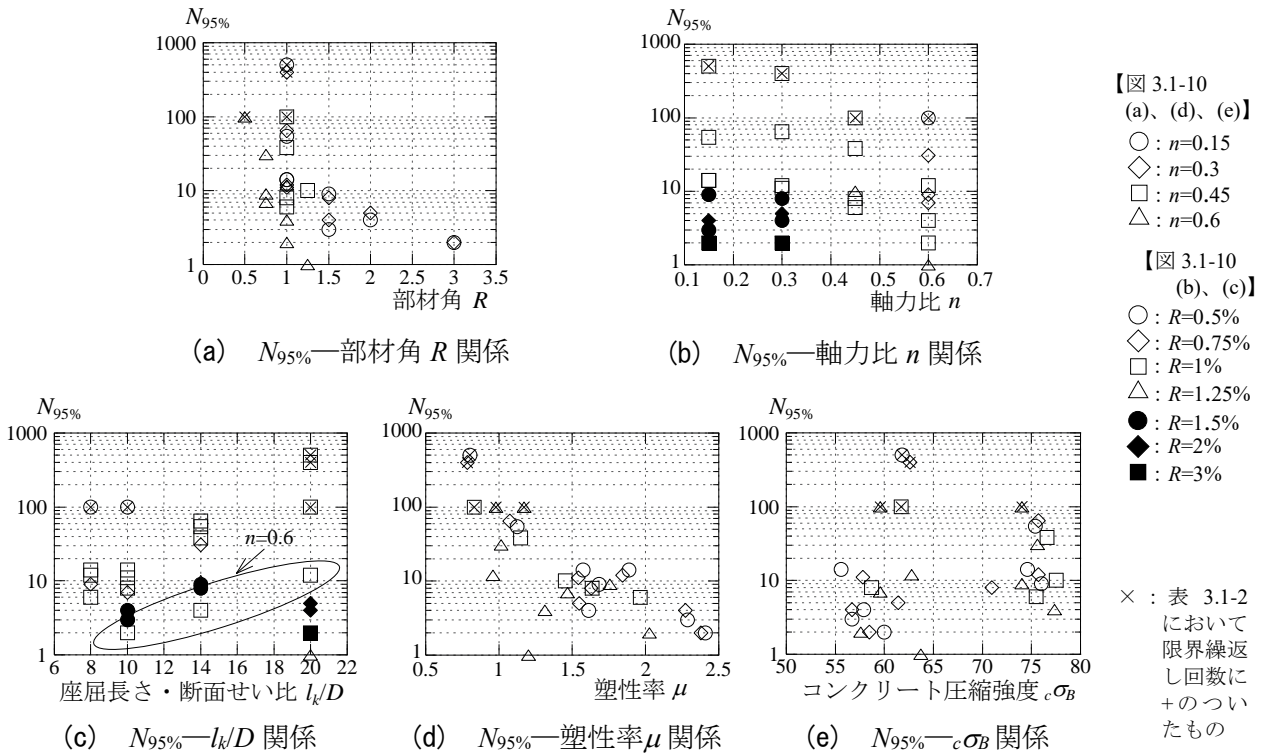 N95%
1000
100
10
1
0 0.5 1 1.5 2 2.5 3 3.5
部材角 R
(a) N95%―部材角 R 関係
N95%
1000
100
10
1
0.1 0.2 0.3 0.4 0.5 0.6 0.7
軸力比 n
(b) N95%―軸力比 n 関係
【図 3.1-10
(a)、(d)、(e)】
○ : n=0.15
◇ : n=0.3
□ : n=0.45
△ : n=0.6
【図 3.1-10
(b)、(c)】
○ : R=0.5%
◇ : R=0.75%
□ : R=1%
△ : R=1.25%
● : R=1.5%
◆ : R=2%
■ : R=3%
× : 表 3.1-2
において
限界繰返
し回数に
+のつい
たもの
N95%
1000
100
10
1
n=0.6
8 10 12 14 16 18 20 22
座屈長さ・断面せい比 lk/D
(c) N95%―lk/D 関係
N95%
1000
100
10
1
0.5 1 1.5 2 2.5
塑性率 μ
(d) N95%―塑性率μ 関係
N95%
1000
100
10
1
50 55 60 65 70 75 80
コンクリート圧縮強度 cσB
(e) N95%―cσB 関係